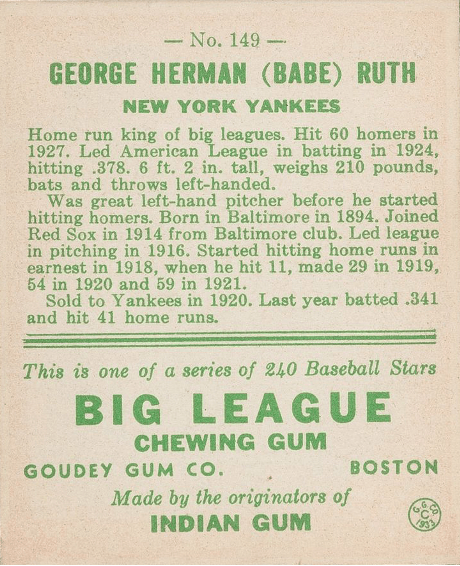 — No. 149 —
GEORGE HERMAN (BABE) RUTH
NEW YORK YANKEES
Home run king of big leagues. Hit 60 homers in
1927. Led American League in batting in 1924,
hitting .378. 6 ft. 2 in. tall, weighs 210 pounds,
bats and throws left-handed.
Was great left-hand pitcher before he started
hitting homers. Born in Baltimore in 1894. Joined
Red Sox in 1914 from Baltimore club. Led league
in pitching in 1916. Started hitting home runs in
earnest in 1918, when he hit 11, made 29 in 1919,
54 in 1920 and 59 in 1921.
Sold to Yankees in 1920. Last year batted .341
and hit 41 home runs.
This is one of a series of 240 Baseball Stars
BIG LEAGUE
CHEWING GUM
GOUDEY GUM CO. BOSTON
Made by the originators of
INDIAN GUM
G. G. CO.
C
1933